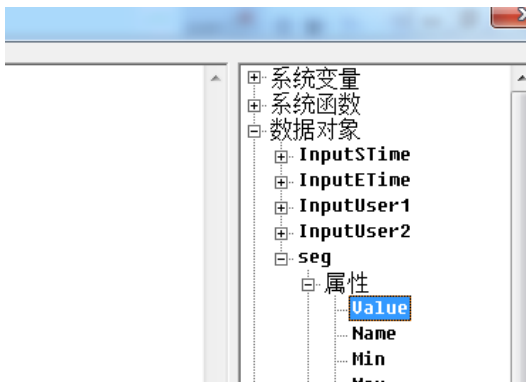 系统变量
系统函数
数据对象
InputSTime
InputETime
InputUser1
InputUser2
seg
属性
Value
Name
Min